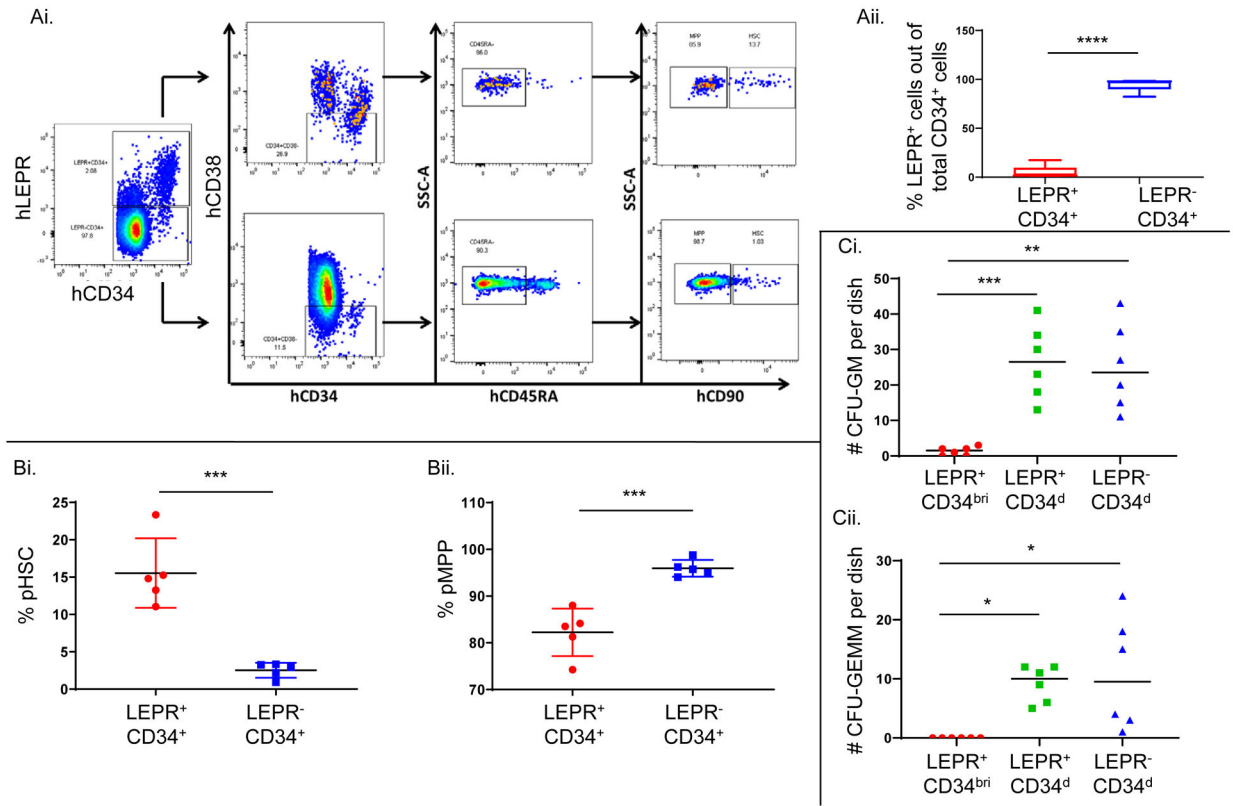 Ai.
hLEPR
hCD34
LEPR+CD34+
2.08
LEPR-CD34+
97.8
hCD38
CD34+CD38-
26.9
CD34+CD38-
11.5
hCD34
SSC-A
CD45RA-
96.0
CD45RA-
90.3
hCD45RA
SSC-A
MPP
85.9
HSC
13.7
MPP
98.7
HSC
1.03
hCD90
Aii.
% LEPR⁺ cells out of
total CD34⁺ cells
150
100
50
0
****
LEPR⁺
CD34⁺
LEPR⁻
CD34⁺
Bi.
% pHSC
25
20
15
10
5
0
***
LEPR⁺
CD34⁺
LEPR⁻
CD34⁺
Bii.
% pMPP
110
100
90
80
70
***
LEPR⁺
CD34⁺
LEPR⁻
CD34⁺
Ci.
# CFU-GM per dish
50
40
30
20
10
0
**
***
LEPR⁺
CD34ᵇʳⁱ
LEPR⁺
CD34ᵈ
LEPR⁻
CD34ᵈ
Cii.
# CFU-GEMM per dish
30
20
10
0
*
*
LEPR⁺
CD34ᵇʳⁱ
LEPR⁺
CD34ᵈ
LEPR⁻
CD34ᵈ